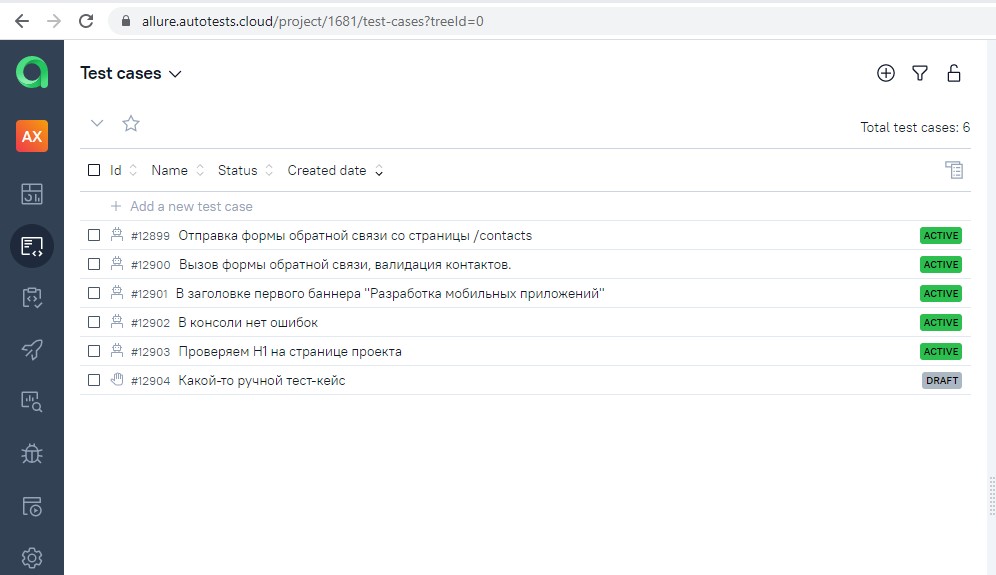 allure.autotests.cloud/project/1681/test-cases?treeId=0
Test cases
AX
Total test cases: 6
Id Name Status Created date
+ Add a new test case
#12899 Отправка формы обратной связи со страницы /contacts ACTIVE
#12900 Вызов формы обратной связи, валидация контактов. ACTIVE
#12901 В заголовке первого баннера "Разработка мобильных приложений" ACTIVE
#12902 В консоли нет ошибок ACTIVE
#12903 Проверяем H1 на странице проекта ACTIVE
#12904 Какой-то ручной тест-кейс DRAFT